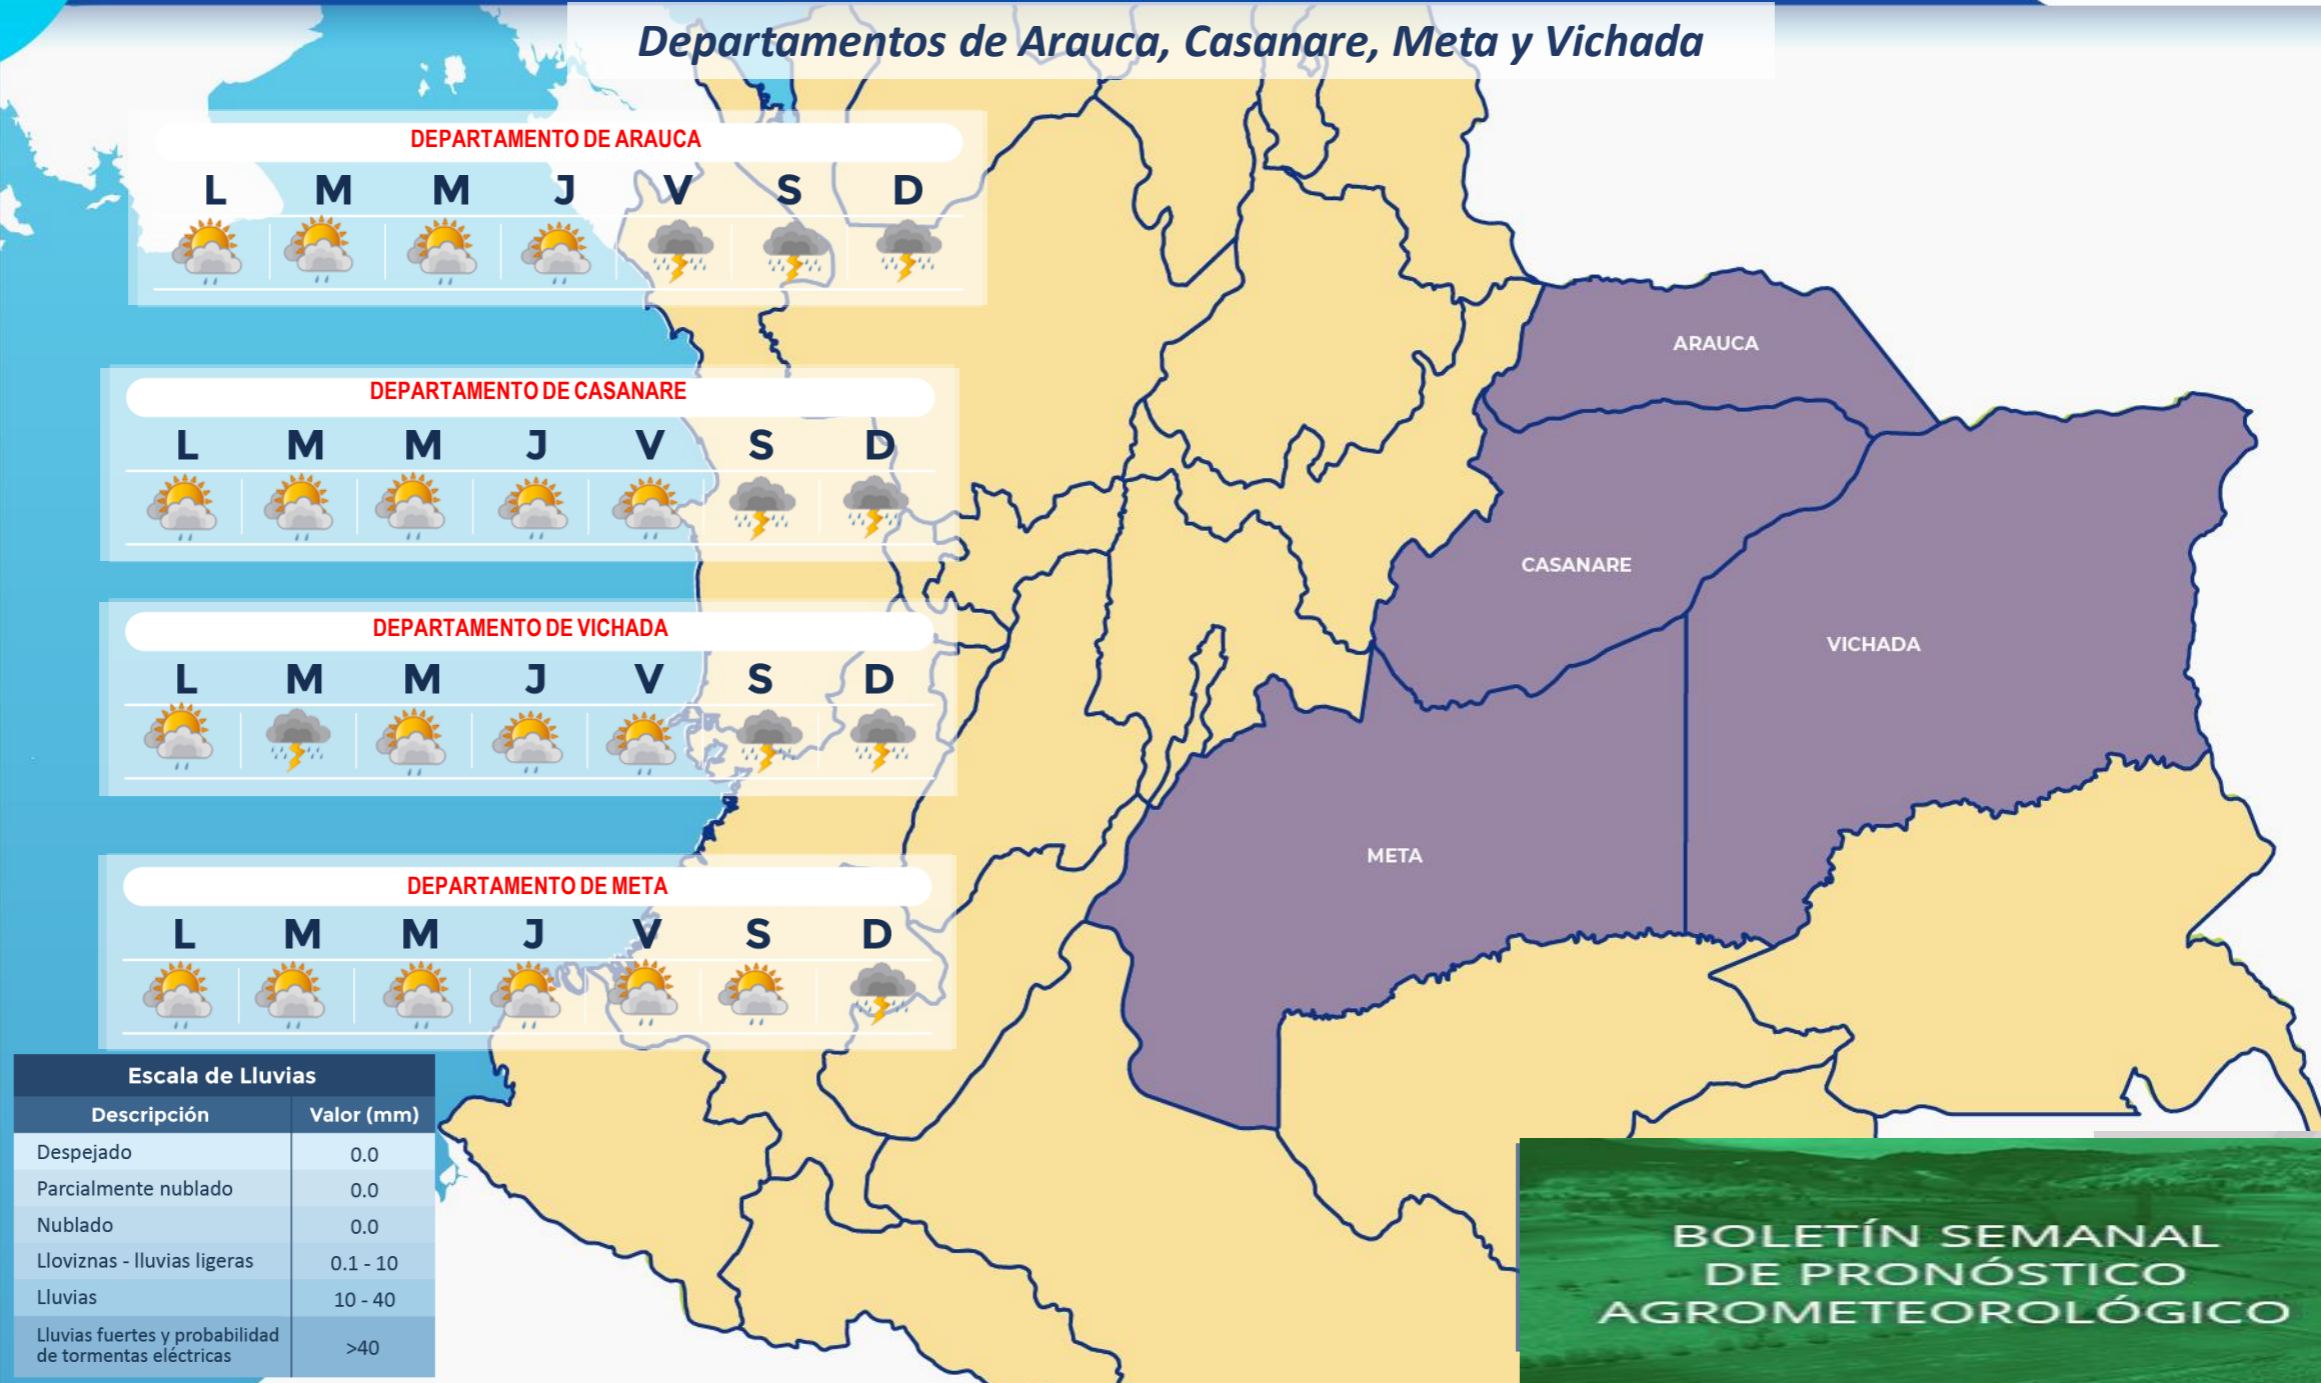 Departamentos de Arauca, Casanare, Meta y Vichada
DEPARTAMENTO DE ARAUCA
L M M J V S D
DEPARTAMENTO DE CASANARE
L M M J V S D
DEPARTAMENTO DE VICHADA
L M M J V S D
DEPARTAMENTO DE META
L M M J V S D
ARAUCA
CASANARE
VICHADA
META
Escala de Lluvias
Descripción Valor (mm)
Despejado 0.0
Parcialmente nublado 0.0
Nublado 0.0
Lloviznas - lluvias ligeras 0.1 - 10
Lluvias 10 - 40
Lluvias fuertes y probabilidad
de tormentas eléctricas >40
BOLETÍN SEMANAL
DE PRONÓSTICO
AGROMETEOROLÓGICO